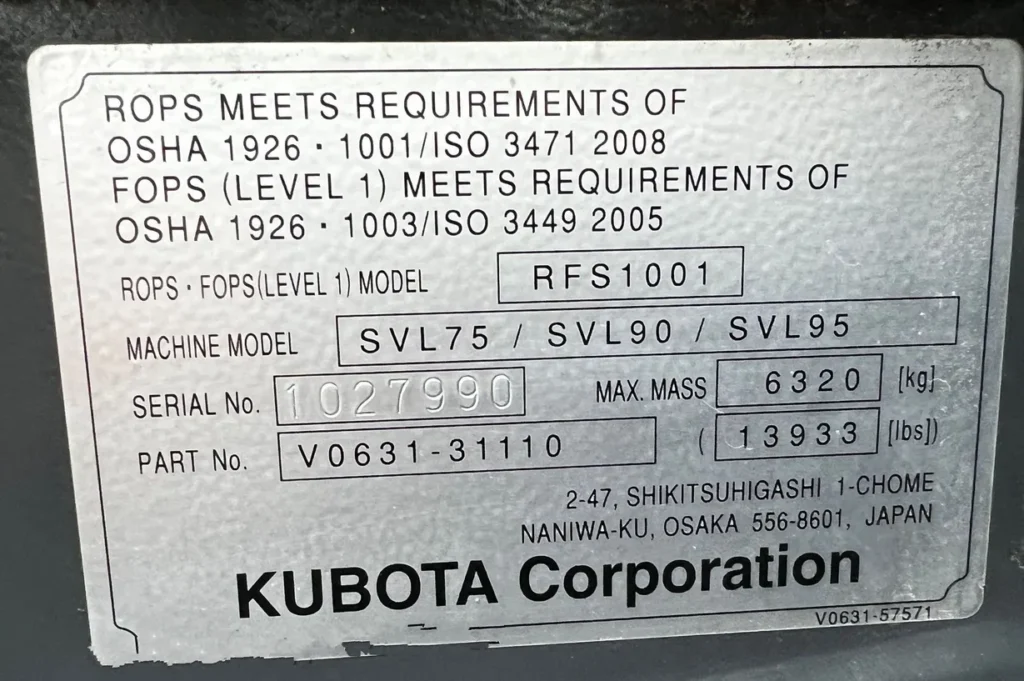 ROPS MEETS REQUIREMENTS OF
OSHA 1926 · 1001/ISO 3471 2008
FOPS (LEVEL 1) MEETS REQUIREMENTS OF
OSHA 1926 · 1003/ISO 3449 2005
ROPS · FOPS(LEVEL 1) MODEL RFS1001
MACHINE MODEL SVL75 / SVL90 / SVL95
SERIAL No. 1027990 MAX. MASS 6320 [kg]
PART No. V0631-31110 (13933 [lbs])
2-47, SHIKITSUHIGASHI 1-CHOME
NANIWA-KU, OSAKA 556-8601, JAPAN
KUBOTA Corporation
V0631-57571